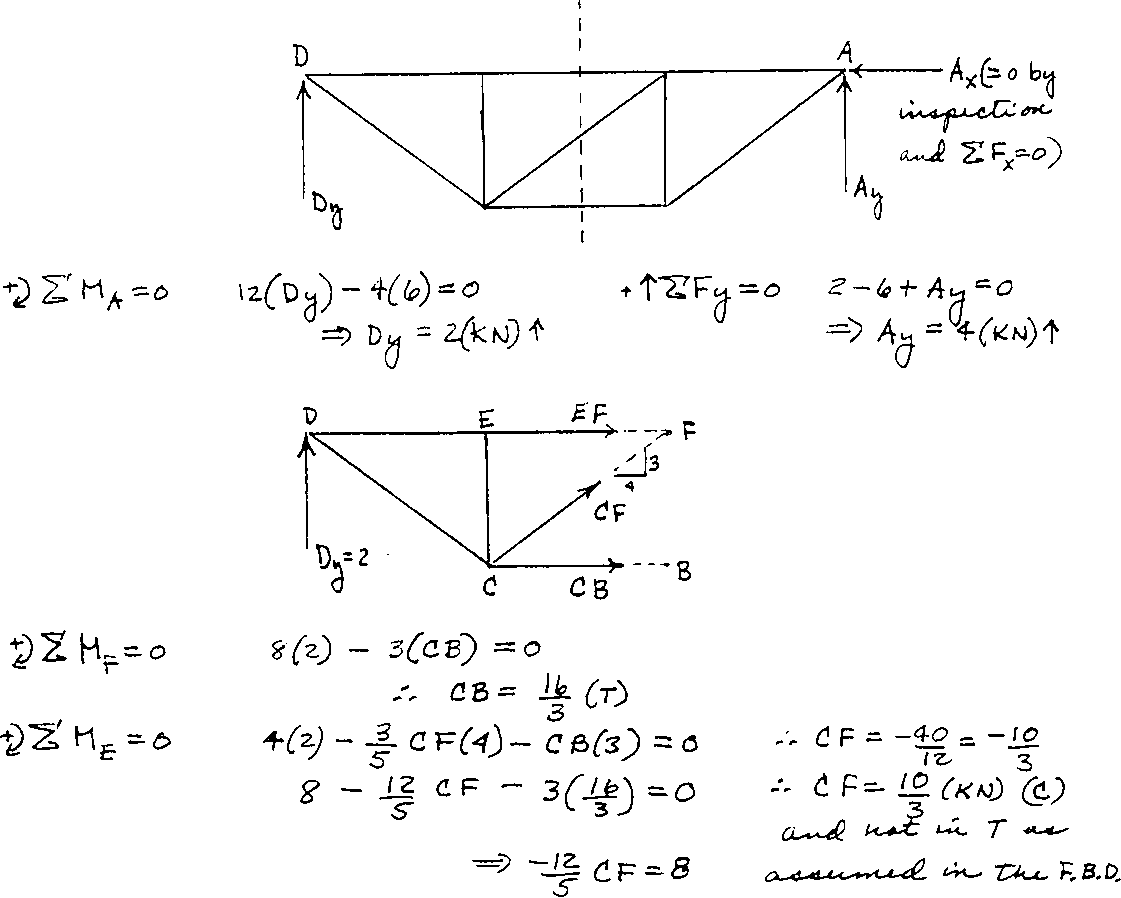 D
A
Ax (=0 by
inspection
and ΣFx=0)
Dy
Ay
+↻ ΣM_A=0 12(Dy) - 4(6) = 0 +↑ΣFy=0 2-6+Ay=0
⇒ Dy = 2(KN)↑ ⇒ Ay = 4(KN)↑
D E EF F
3
4
CF
Dy=2
C CB B
+↻ ΣM_F=0 8(2) - 3(CB) = 0
∴ CB = 16/3 (T)
+↻ ΣM_E=0 4(2) - 3/5 CF(4) - CB(3) = 0 ∴ CF = -40/12 = -10/3
8 - 12/5 CF - 3(16/3) = 0 ∴ CF = 10/3 (KN) (C)
and not in T as
⇒ -12/5 CF = 8 assumed in the F.B.D.